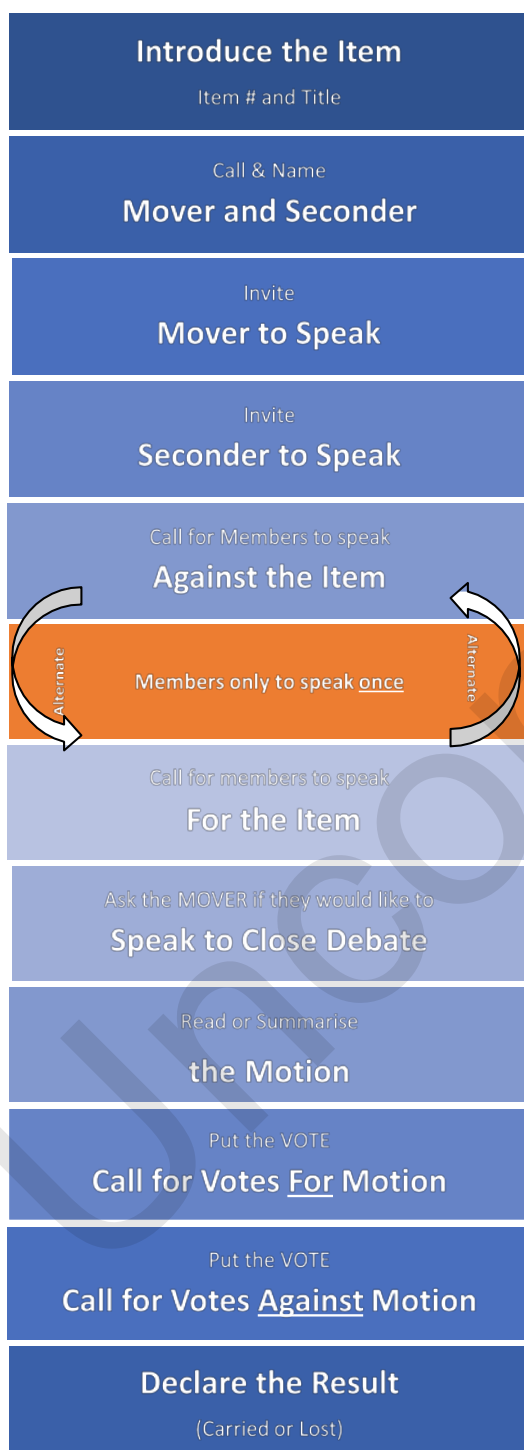 Introduce the Item
Item # and Title
Call & Name
Mover and Seconder
Invite
Mover to Speak
Invite
Seconder to Speak
Call for Members to speak
Against the Item
Alternate
Members only to speak once
Alternate
Call for members to speak
For the Item
Ask the MOVER if they would like to
Speak to Close Debate
Read or Summarise
the Motion
Put the VOTE
Call for Votes For Motion
Put the VOTE
Call for Votes Against Motion
Declare the Result
(Carried or Lost)